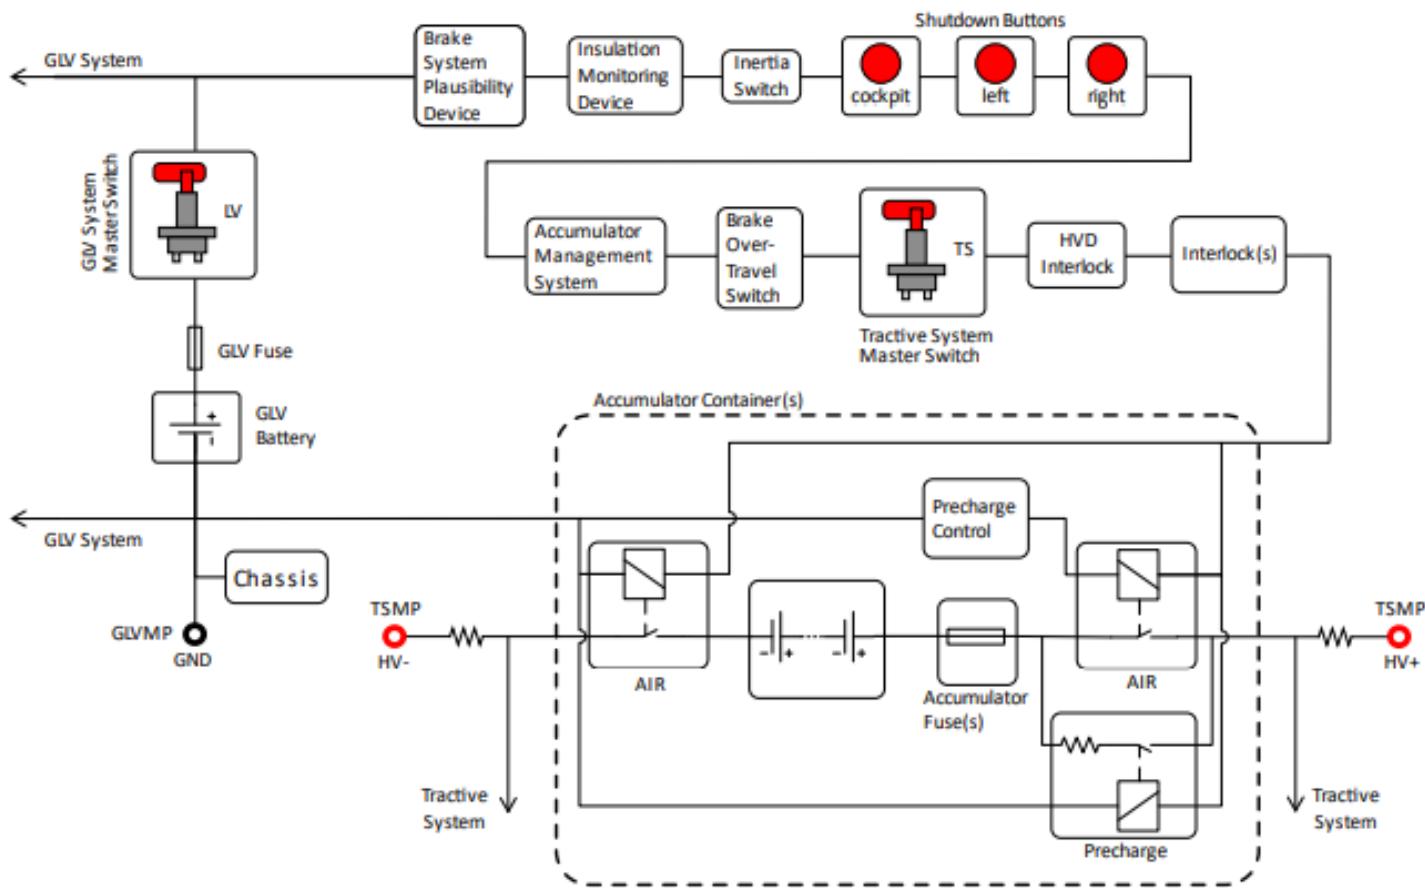 Shutdown Buttons
GLV System
Brake
System
Plausibility
Device
Insulation
Monitoring
Device
Inertia
Switch
cockpit
left
right
GLV System
Master Switch
LV
Accumulator
Management
System
Brake
Over-
Travel
Switch
TS
HVD
Interlock
Interlock(s)
Tractive System
Master Switch
GLV Fuse
GLV
Battery
Accumulator Container(s)
Precharge
Control
GLV System
Chassis
GLVMP
GND
TSMP
HV-
AIR
- +
- +
Accumulator
Fuse(s)
AIR
TSMP
HV+
Tractive
System
Precharge
Tractive
System